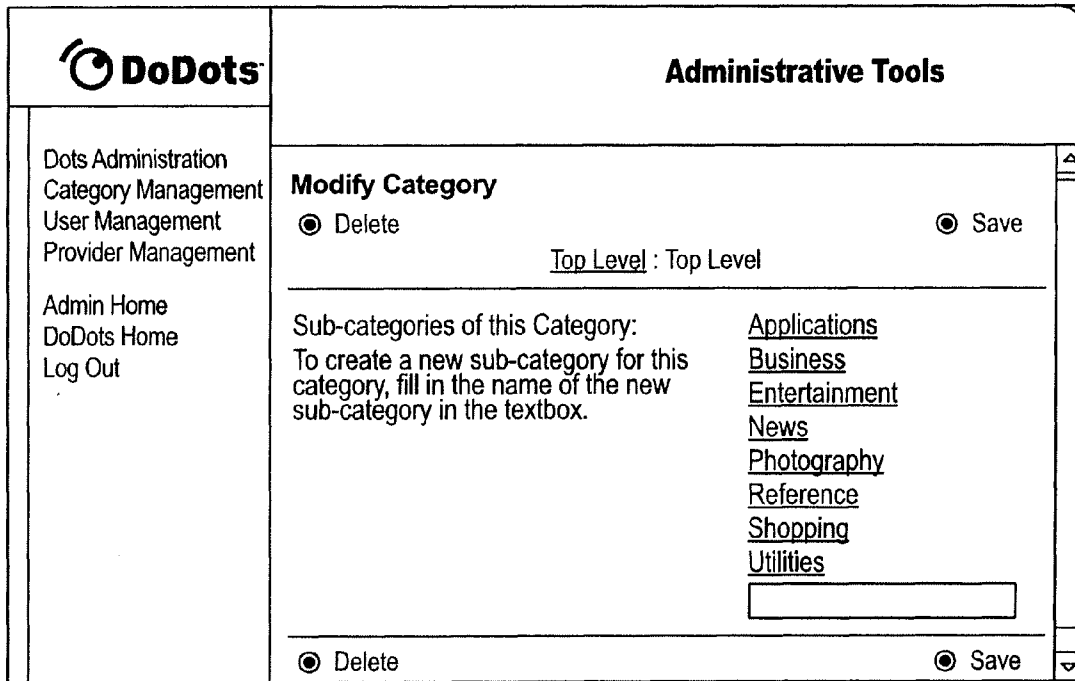 DoDots
Administrative Tools
Dots Administration
Category Management
User Management
Provider Management
Admin Home
DoDots Home
Log Out
Modify Category
Delete
Save
Top Level : Top Level
Sub-categories of this Category:
To create a new sub-category for this
category, fill in the name of the new
sub-category in the textbox.
Applications
Business
Entertainment
News
Photography
Reference
Shopping
Utilities
Delete
Save